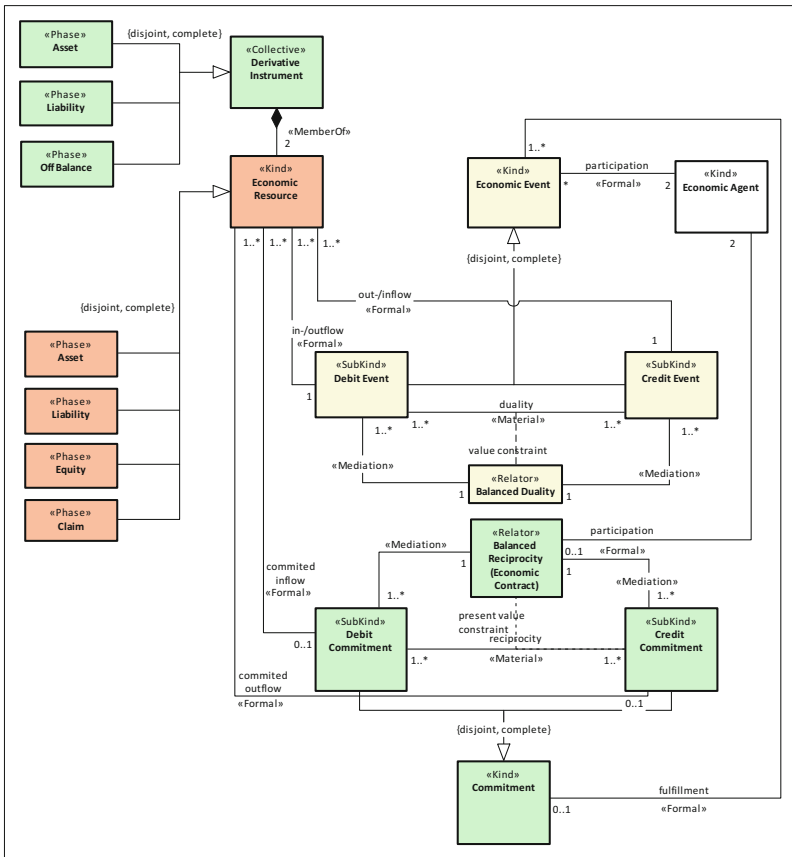 «Phase»
Asset
{disjoint, complete}
«Collective»
Derivative
Instrument
«Phase»
Liability
«MemberOf»
2
«Phase»
Off Balance
«Kind»
Economic
Resource
1..*
«Kind»
Economic Event
participation
*
«Formal»
2
«Kind»
Economic Agent
2
1..*
1..*
1..*
1..*
{disjoint, complete}
out-/inflow
«Formal»
{disjoint, complete}
in-/outflow
«Formal»
1
«Phase»
Asset
«SubKind»
Debit Event
1
«SubKind»
Credit Event
«Phase»
Liability
duality
1..*
«Material»
1..*
1..*
1..*
«Phase»
Equity
value constraint
«Mediation»
«Mediation»
«Relator»
Balanced Duality
1
1
«Phase»
Claim
«Relator»
Balanced
Reciprocity
(Economic
Contract)
participation
0..1
«Formal»
«Mediation»
1
1
«Mediation»
commited
inflow
«Formal»
1..*
1..*
«SubKind»
Debit
Commitment
present value
constraint
reciprocity
«SubKind»
Credit
Commitment
0..1
1..*
«Material»
1..*
commited
outflow
«Formal»
0..1
{disjoint, complete}
«Kind»
Commitment
fulfillment
0..1
«Formal»